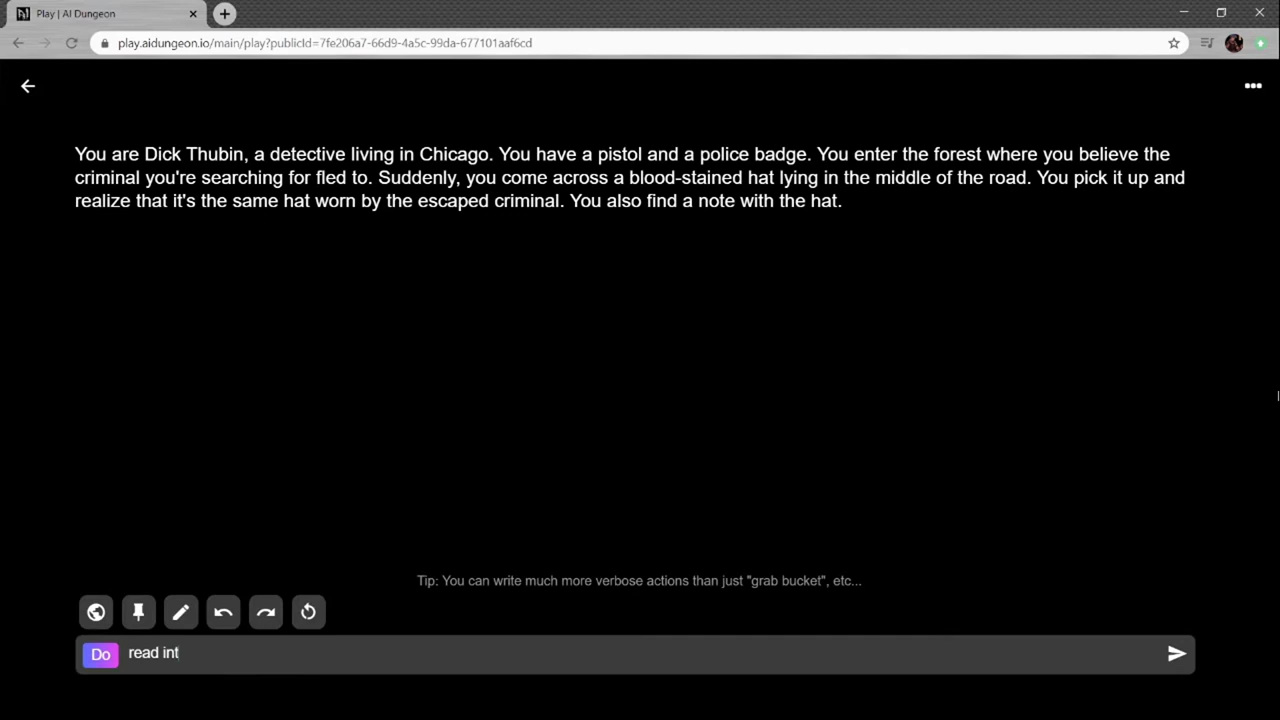 Play | AI Dungeon
play.aidungeon.io/main/play?publicId=7fe206a7-66d9-4a5c-99da-677101aaf6cd
You are Dick Thubin, a detective living in Chicago. You have a pistol and a police badge. You enter the forest where you believe the
criminal you're searching for fled to. Suddenly, you come across a blood-stained hat lying in the middle of the road. You pick it up and
realize that it's the same hat worn by the escaped criminal. You also find a note with the hat.
Tip: You can write much more verbose actions than just "grab bucket", etc...
Do read int